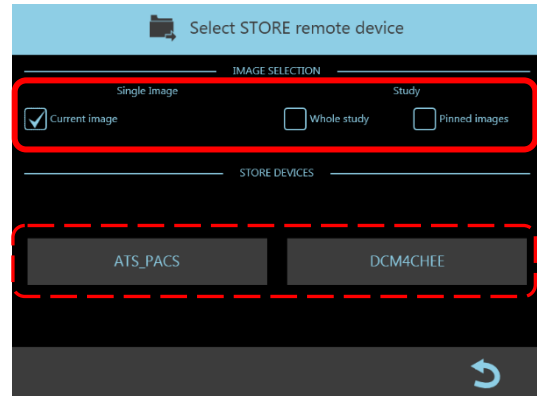 Select STORE remote device
IMAGE SELECTION
Single Image Study
Current image Whole study Pinned images
STORE DEVICES
ATS_PACS DCM4CHEE